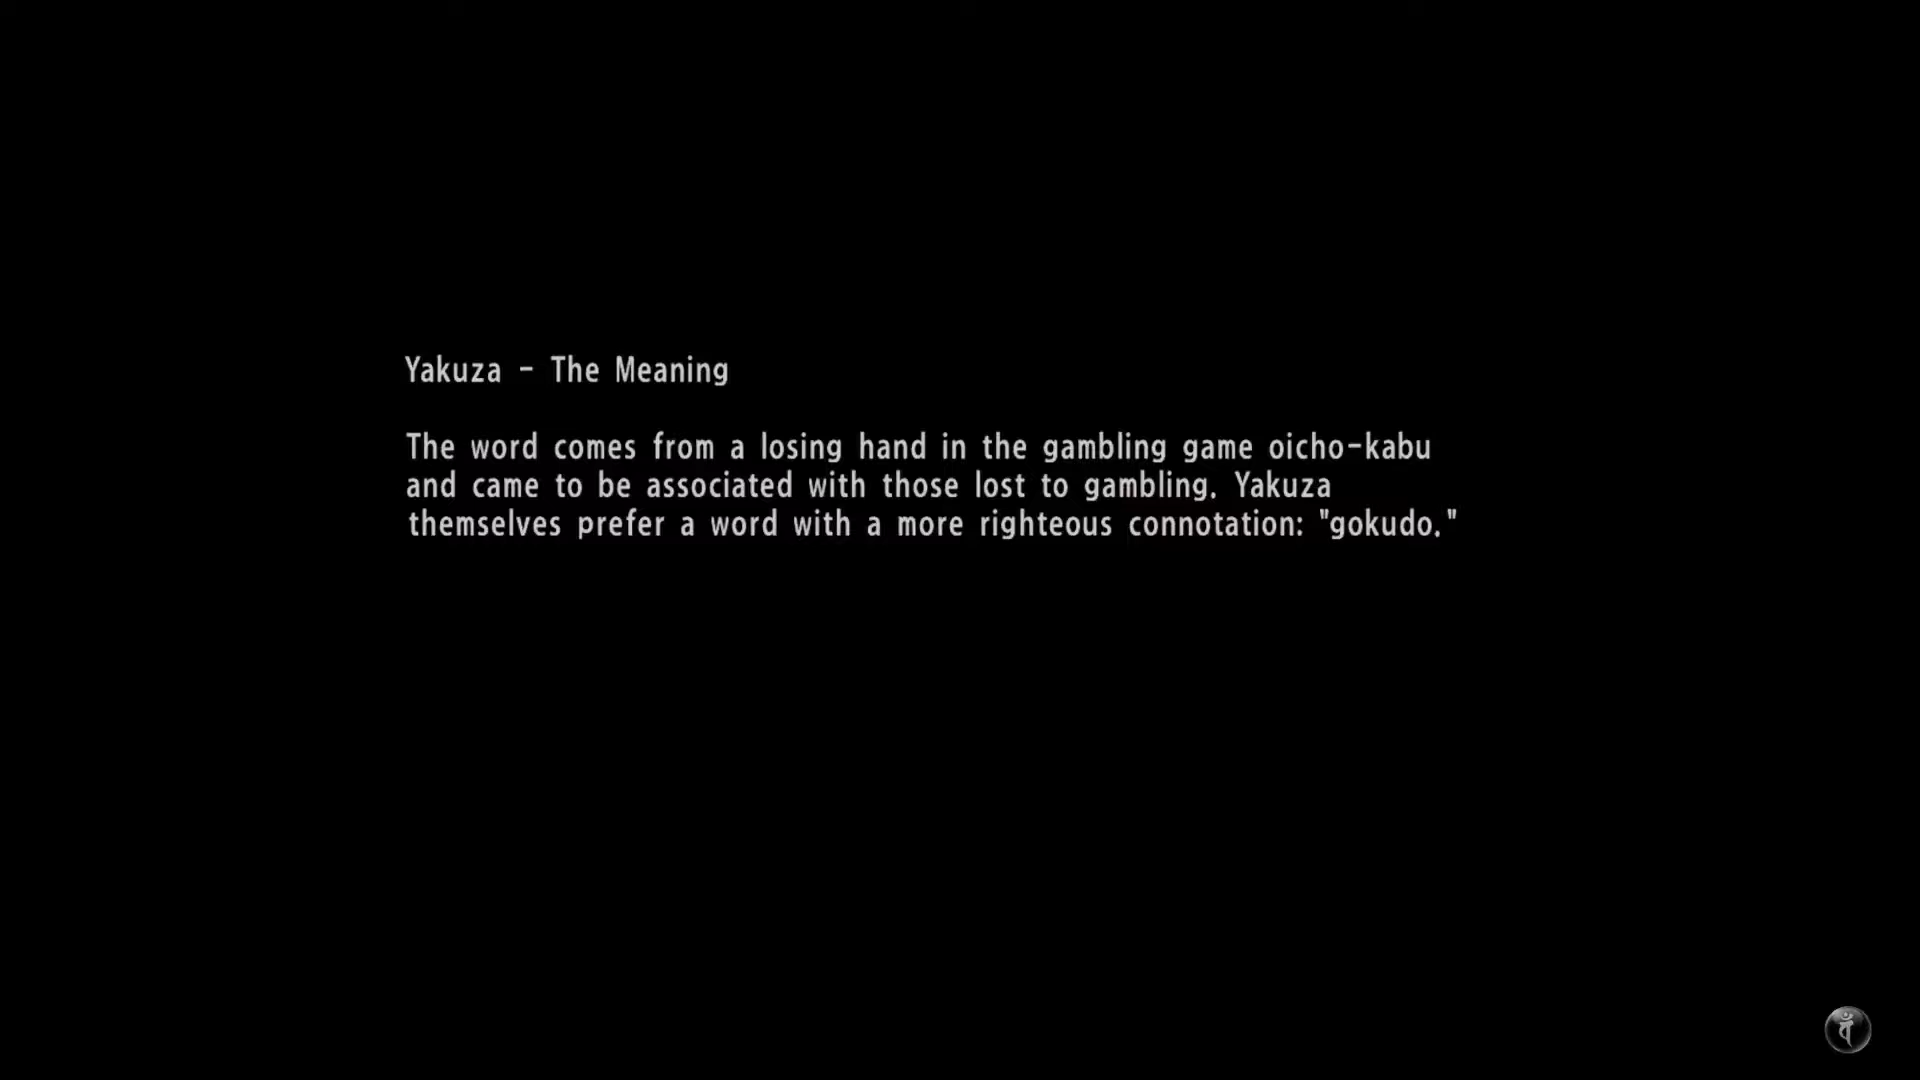 Yakuza - The Meaning
The word comes from a losing hand in the gambling game oicho-kabu
and came to be associated with those lost to gambling. Yakuza
themselves prefer a word with a more righteous connotation: "gokudo."